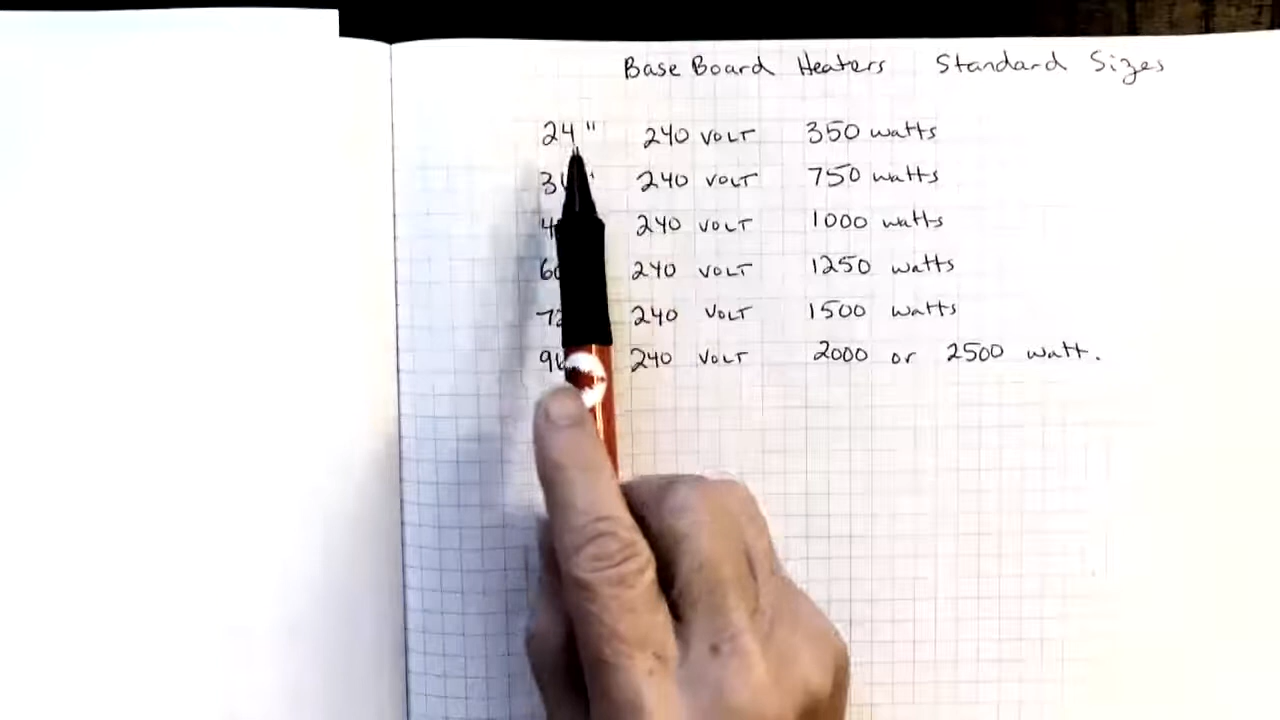 Base Board Heaters Standard Sizes
24" 240 VOLT 350 watts
240 VOLT 750 watts
240 VOLT 1000 watts
240 VOLT 1250 watts
240 VOLT 1500 watts
240 VOLT 2000 or 2500 watt.